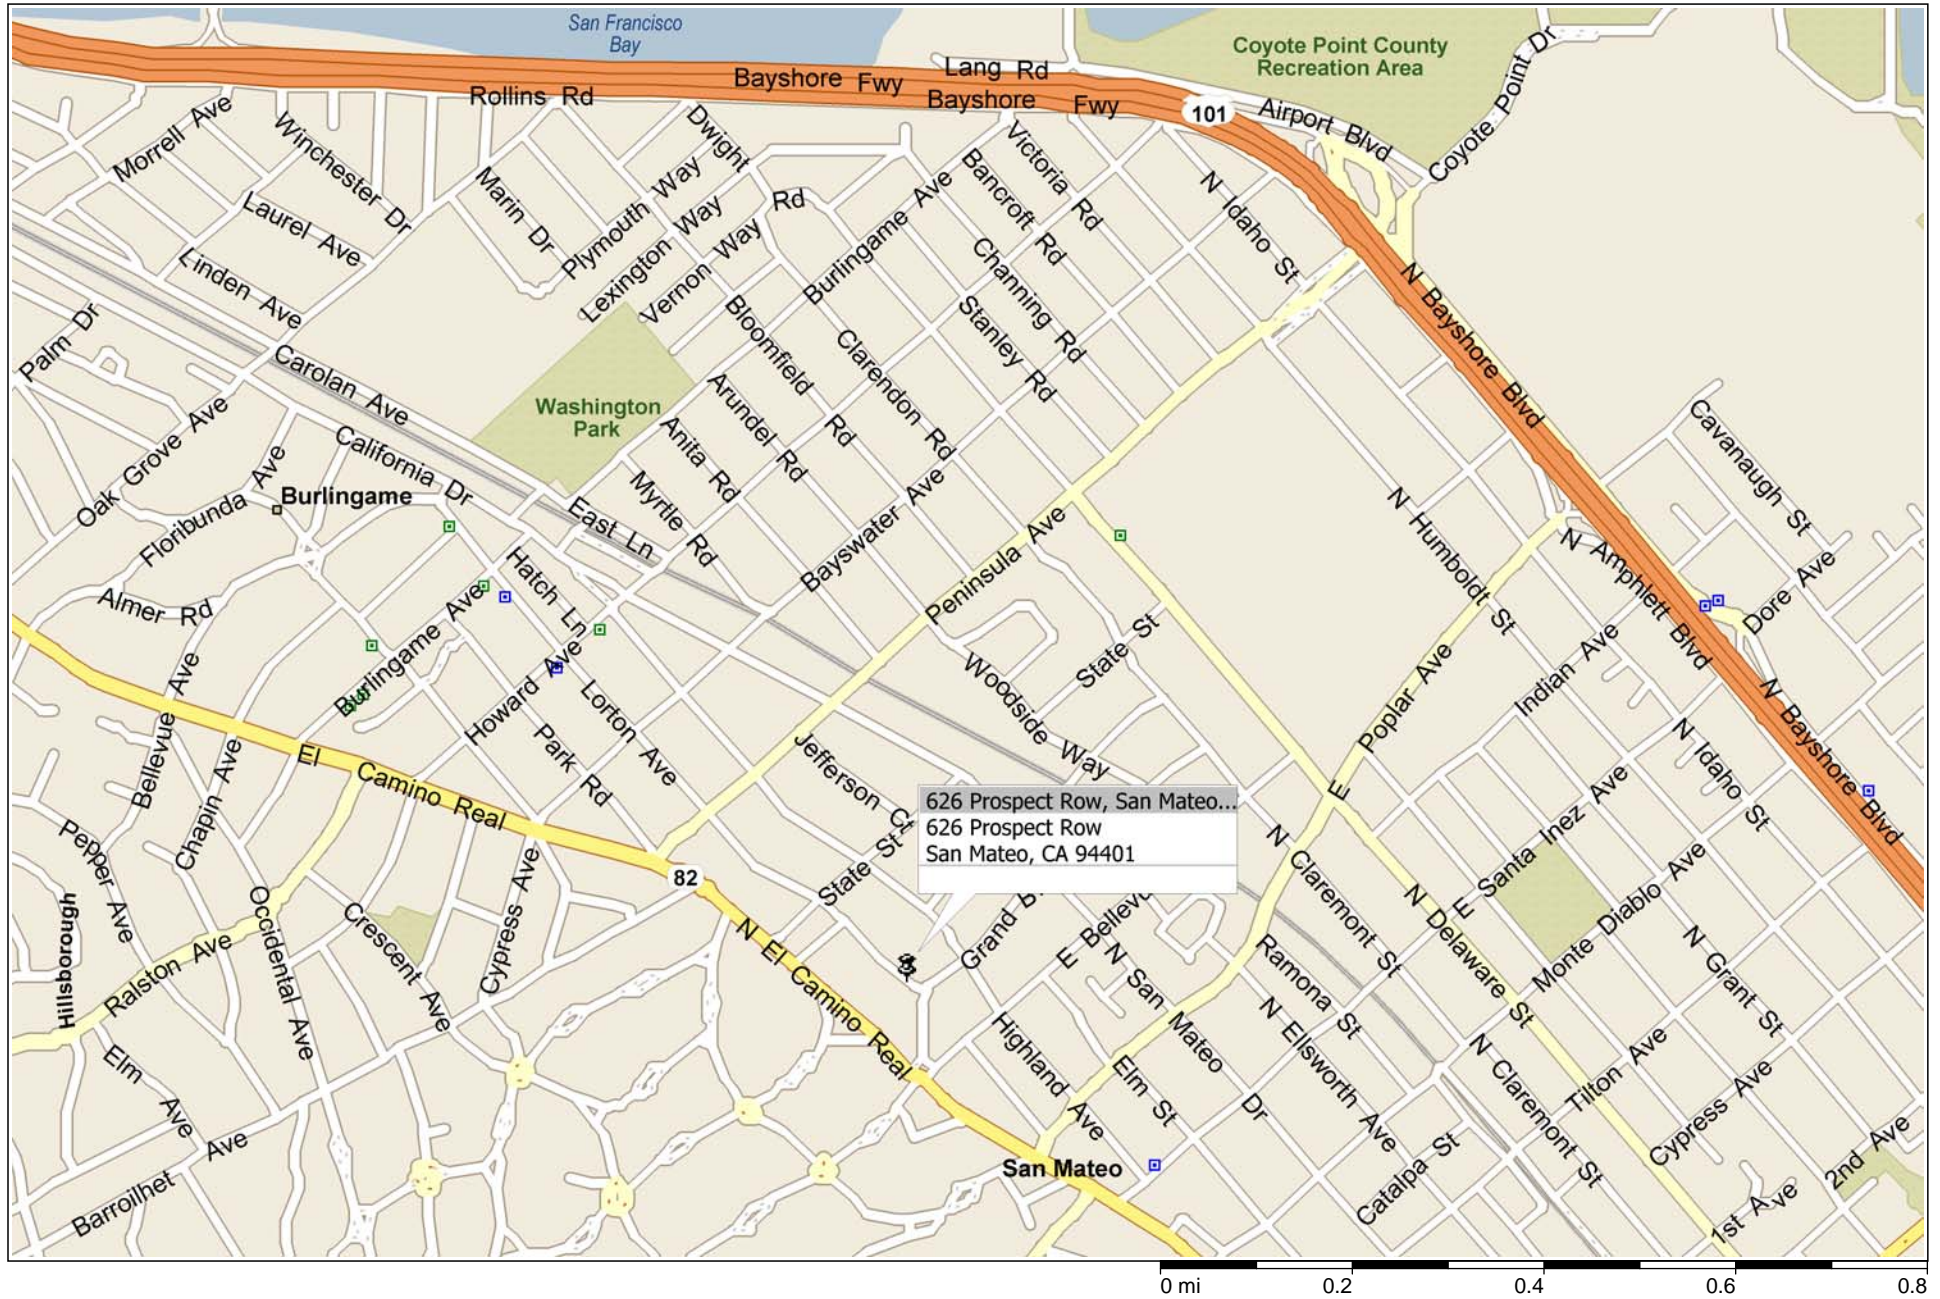 San Francisco
Bay
Coyote Point County
Recreation Area
Coyote Point Dr
Lang Rd
Bayshore Fwy
Bayshore Fwy
Rollins Rd
101
Airport Blvd
Morrell Ave
Winchester Dr
Dwight
Rd
Victoria Rd
Bancroft Rd
N Idaho St
Marin Dr
Plymouth Way
Lexington Way
Vernon Way
Burlingame Ave
Laurel Ave
Linden Ave
Channing Rd
Stanley Rd
Bloomfield Rd
Clarendon Rd
N Bayshore Blvd
Palm Dr
Carolan Ave
Washington
Park
Arundel Rd
Anita Rd
Myrtle Rd
Oak Grove Ave
California Dr
Floribunda Ave
Burlingame
East Ln
Bayswater Ave
Peninsula Ave
N Humboldt St
Cavanaugh St
N Amphlett Blvd
Dore Ave
Hatch Ln
Almer Rd
Burlingame Ave
Howard Ave
Lorton Ave
Park Rd
Woodside Way
State St
Indian Ave
E Poplar Ave
N Idaho St
N Bayshore Blvd
Bellevue Ave
Chapin Ave
El Camino Real
Jefferson Ct
State St
626 Prospect Row, San Mateo...
626 Prospect Row
San Mateo, CA 94401
82
Pepper Ave
Hillsborough
Occidental Ave
Crescent Ave
Cypress Ave
Ralston Ave
N El Camino Real
Grand B
E Bellevu
N San Mateo Dr
N Claremont St
N Delaware St
E Santa Inez Ave
Monte Diablo Ave
N Grant St
Ramona St
N Ellsworth Ave
Highland Ave
Elm St
Elm Ave
Barroilhet Ave
San Mateo
Catalpa St
N Claremont St
Tilton Ave
Cypress Ave
1st Ave
2nd Ave
0 mi 0.2 0.4 0.6 0.8